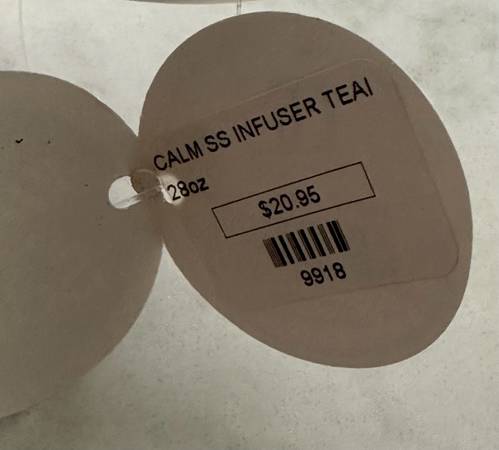 CALM SS INFUSER TEAI
28oz
$20.95
9918